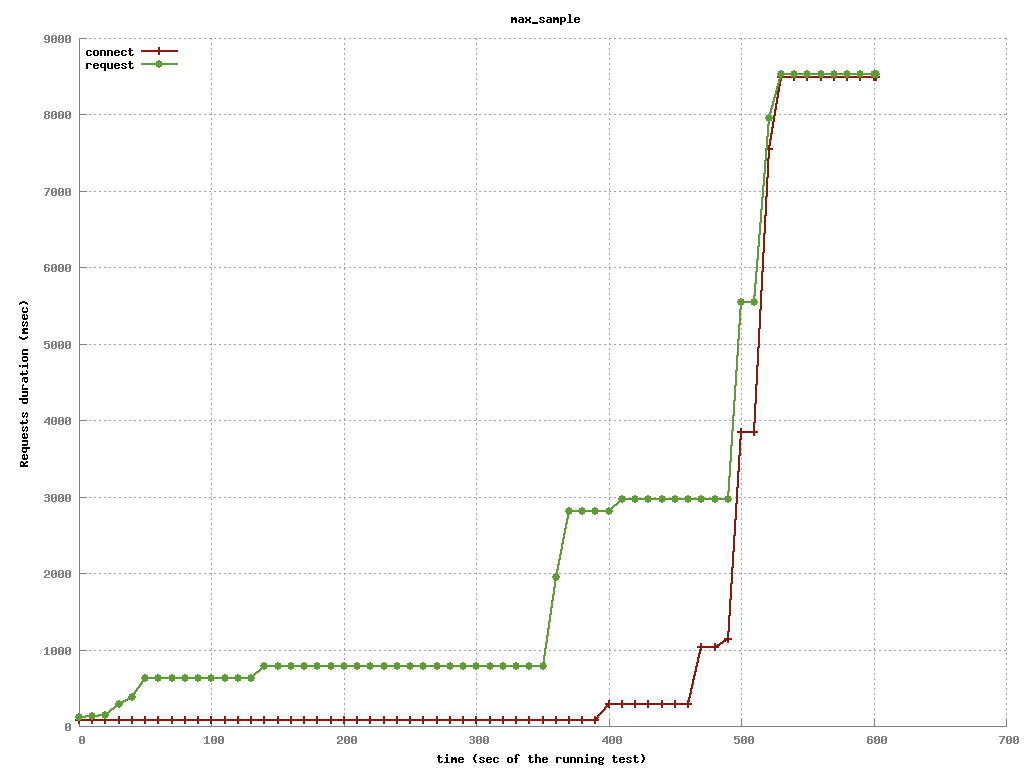 max_sample
connect
request
9000
8000
7000
6000
5000
4000
3000
2000
1000
0
Requests duration (msec)
0 100 200 300 400 500 600 700
time (sec of the running test)